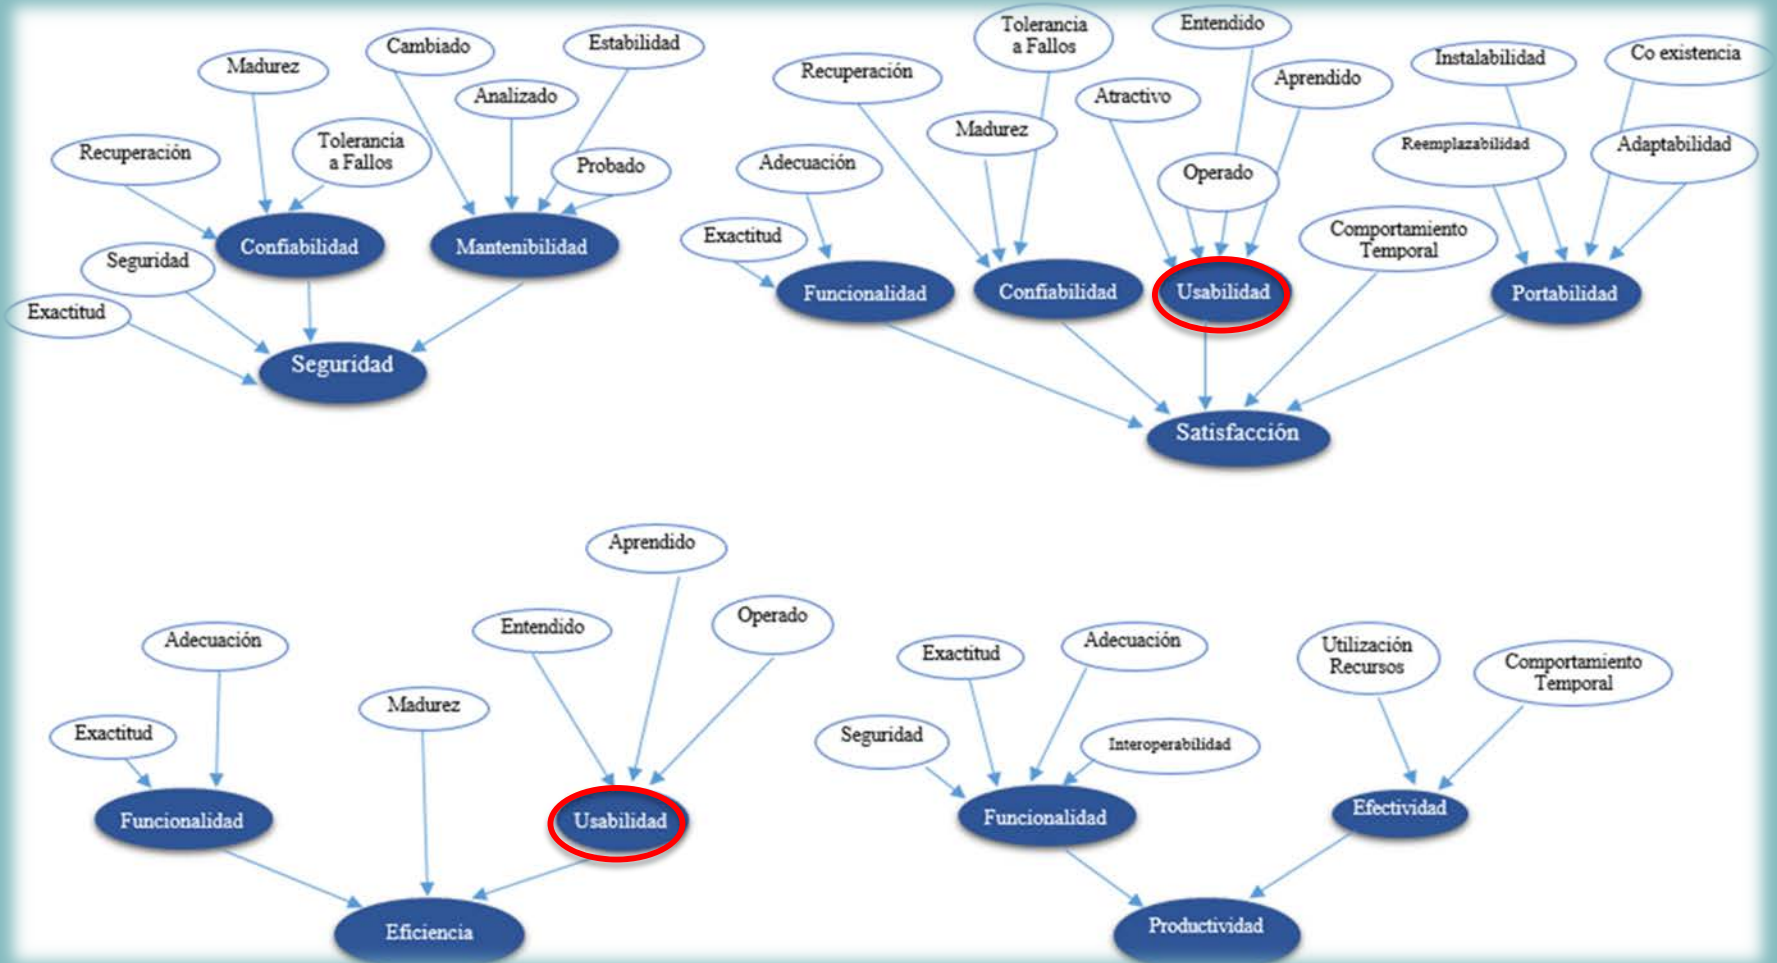 Cambiado
Estabilidad
Madurez
Analizado
Recuperación
Tolerancia
a Fallos
Probado
Confiabilidad
Mantenibilidad
Seguridad
Exactitud
Seguridad
Tolerancia
a Fallos
Entendido
Recuperación
Atractivo
Aprendido
Instalabilidad
Co existencia
Madurez
Adecuación
Operado
Reemplazabilidad
Adaptabilidad
Exactitud
Comportamiento
Temporal
Funcionalidad
Confiabilidad
Usabilidad
Portabilidad
Satisfacción
Aprendido
Adecuación
Entendido
Operado
Madurez
Exactitud
Funcionalidad
Usabilidad
Eficiencia
Exactitud
Adecuación
Utilización
Recursos
Comportamiento
Temporal
Seguridad
Interoperabilidad
Funcionalidad
Efectividad
Productividad